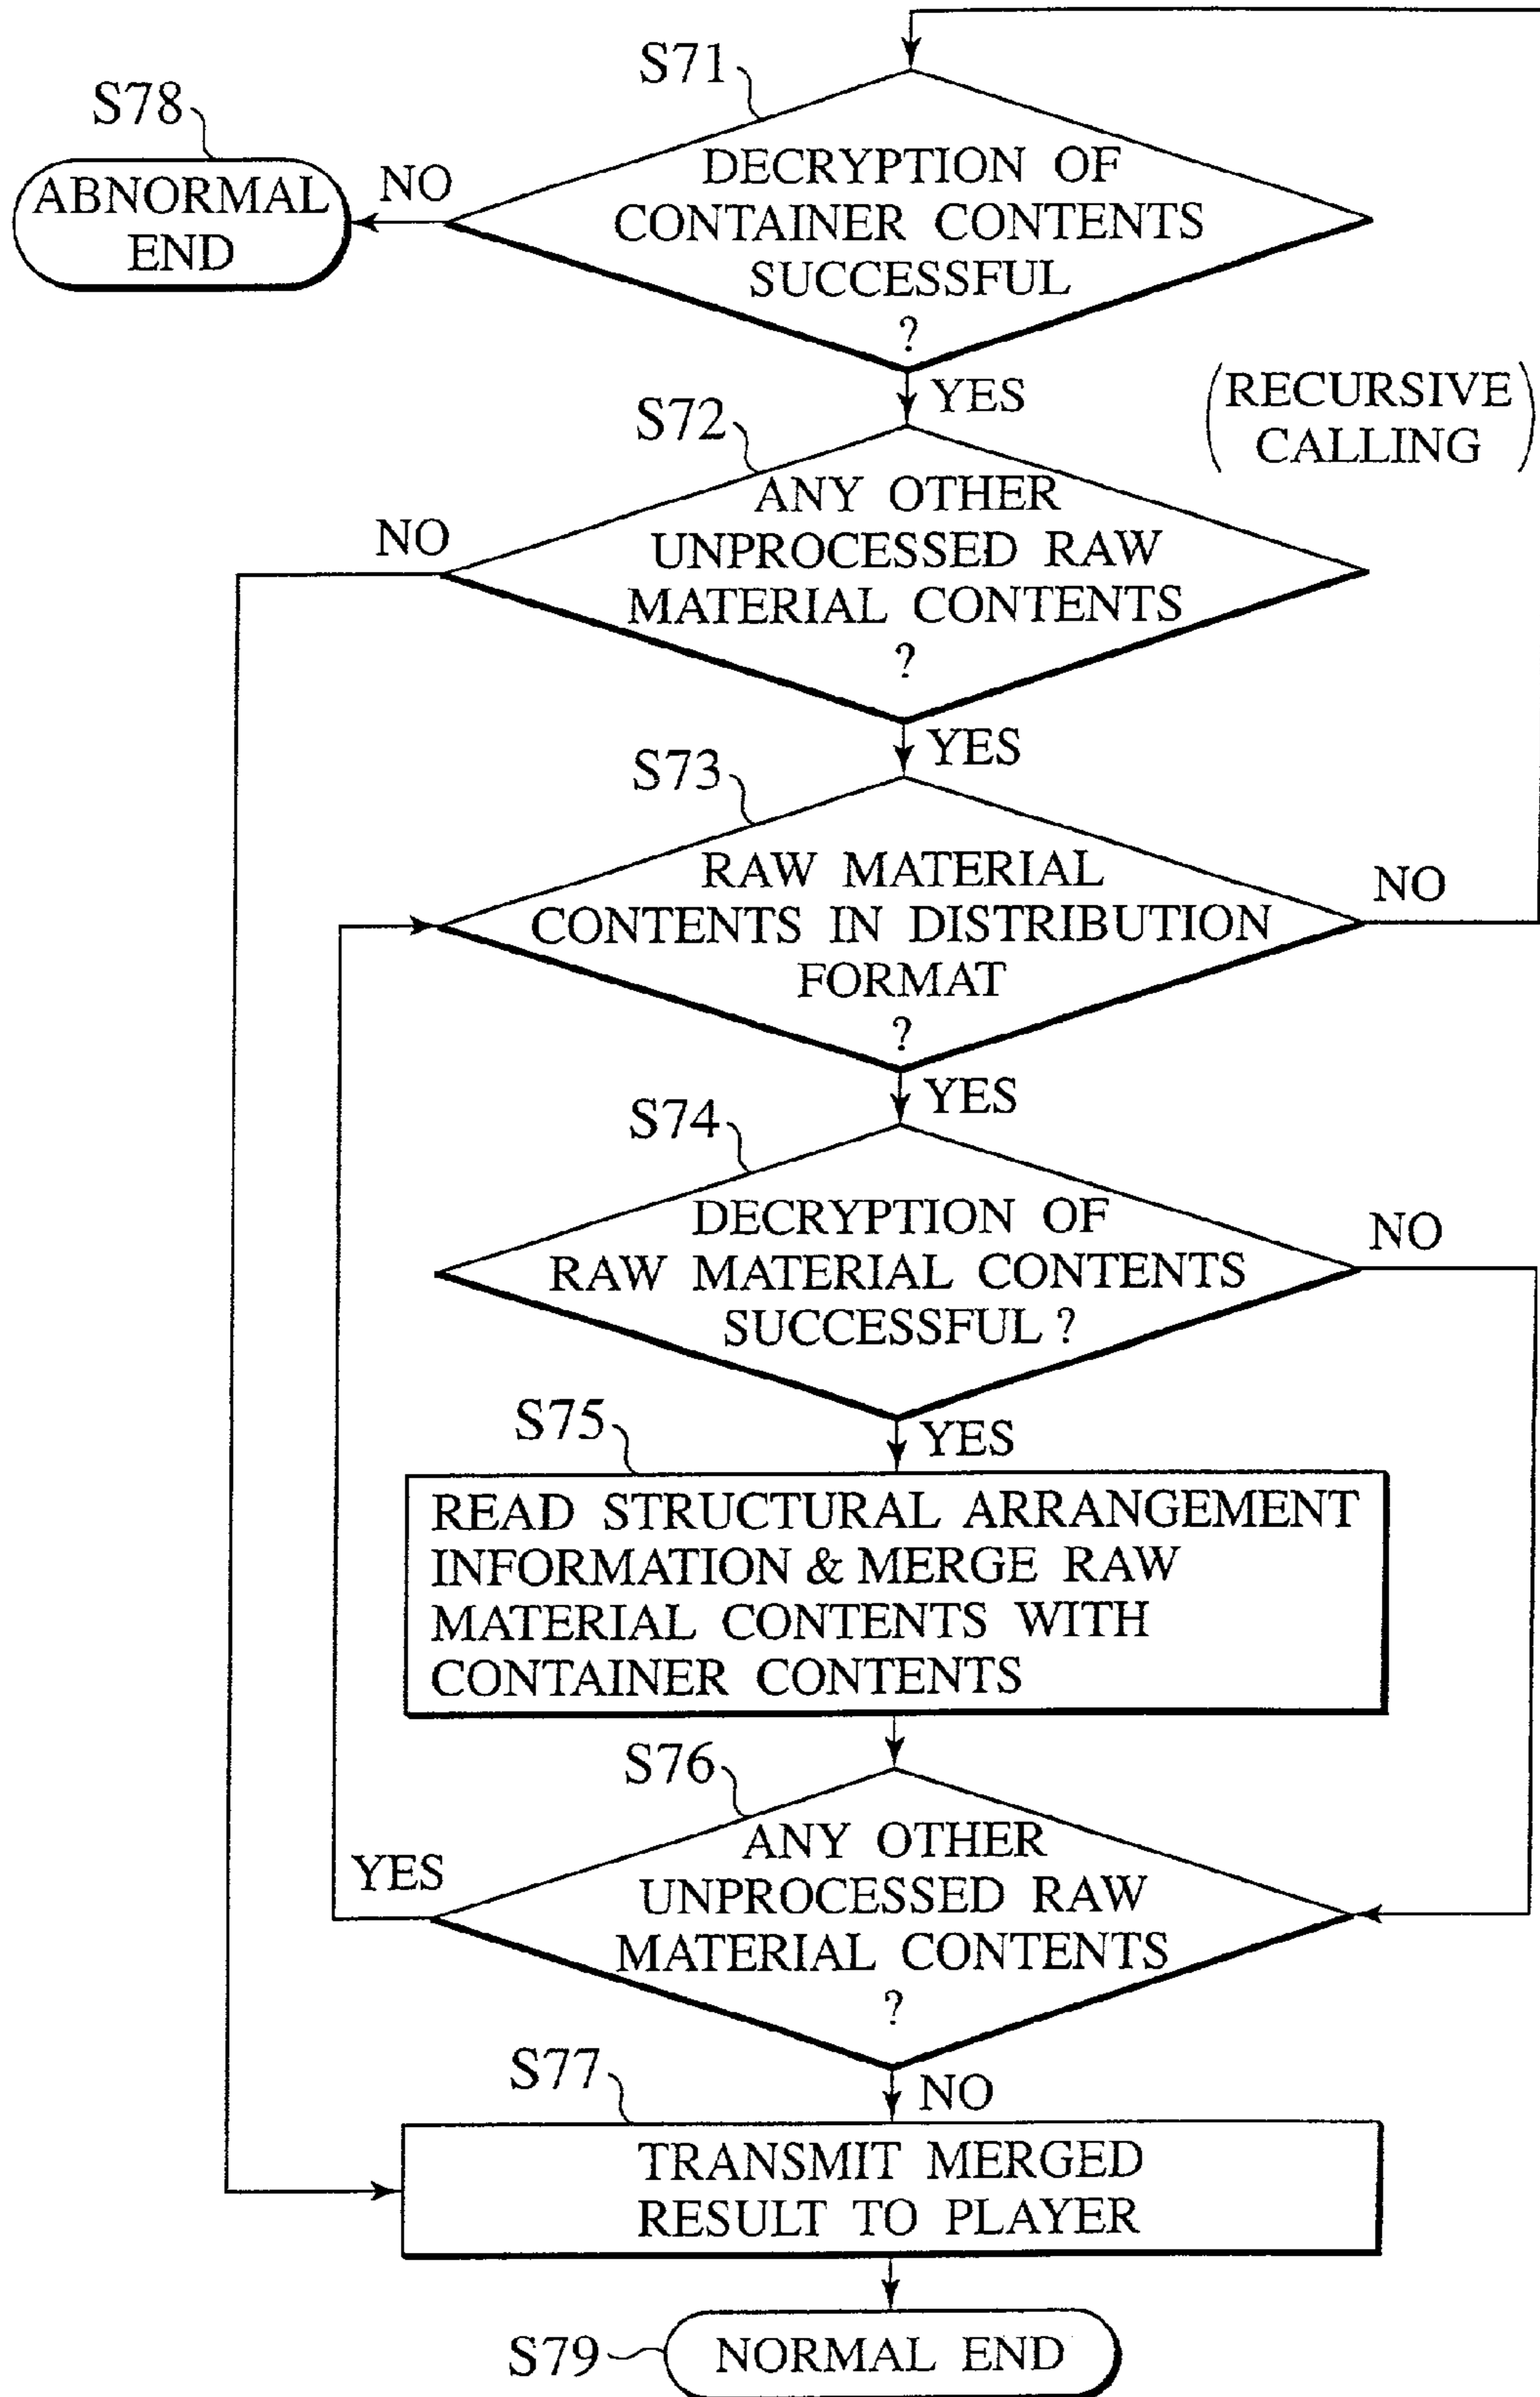 S71
S78
DECRYPTION OF
CONTAINER CONTENTS
SUCCESSFUL
?
NO
ABNORMAL
END
YES
(RECURSIVE
CALLING)
S72
ANY OTHER
UNPROCESSED RAW
MATERIAL CONTENTS
?
NO
YES
S73
RAW MATERIAL
CONTENTS IN DISTRIBUTION
FORMAT
?
NO
YES
S74
DECRYPTION OF
RAW MATERIAL CONTENTS
SUCCESSFUL ?
NO
YES
S75
READ STRUCTURAL ARRANGEMENT
INFORMATION & MERGE RAW
MATERIAL CONTENTS WITH
CONTAINER CONTENTS
S76
ANY OTHER
UNPROCESSED RAW
MATERIAL CONTENTS
?
YES
NO
S77
TRANSMIT MERGED
RESULT TO PLAYER
S79
NORMAL END